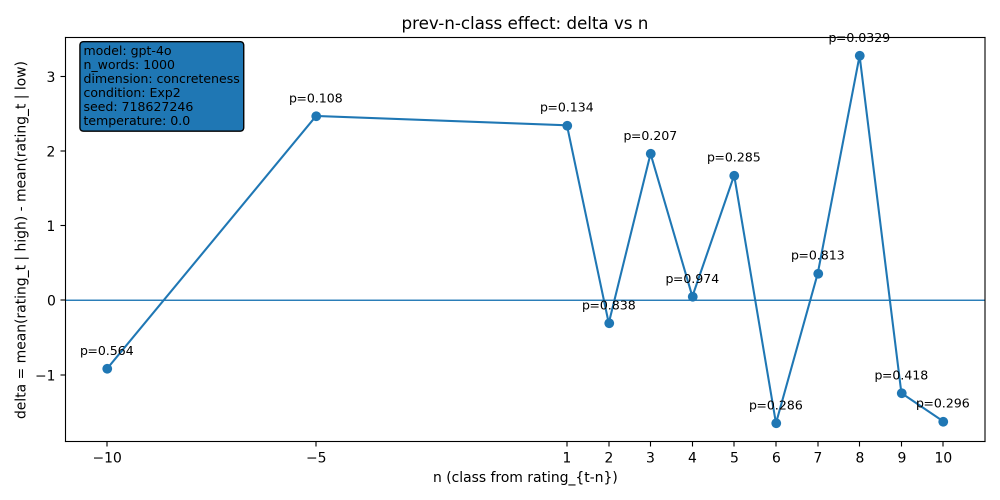 prev-n-class effect: delta vs n
model: gpt-4o
n_words: 1000
dimension: concreteness
condition: Exp2
seed: 718627246
temperature: 0.0
delta = mean(rating_t | high) - mean(rating_t | low)
3
2
1
0
−1
p=0.564
p=0.108
p=0.134
p=0.838
p=0.207
p=0.974
p=0.285
p=0.286
p=0.813
p=0.0329
p=0.418
p=0.296
−10 −5 1 2 3 4 5 6 7 8 9 10
n (class from rating_{t-n})